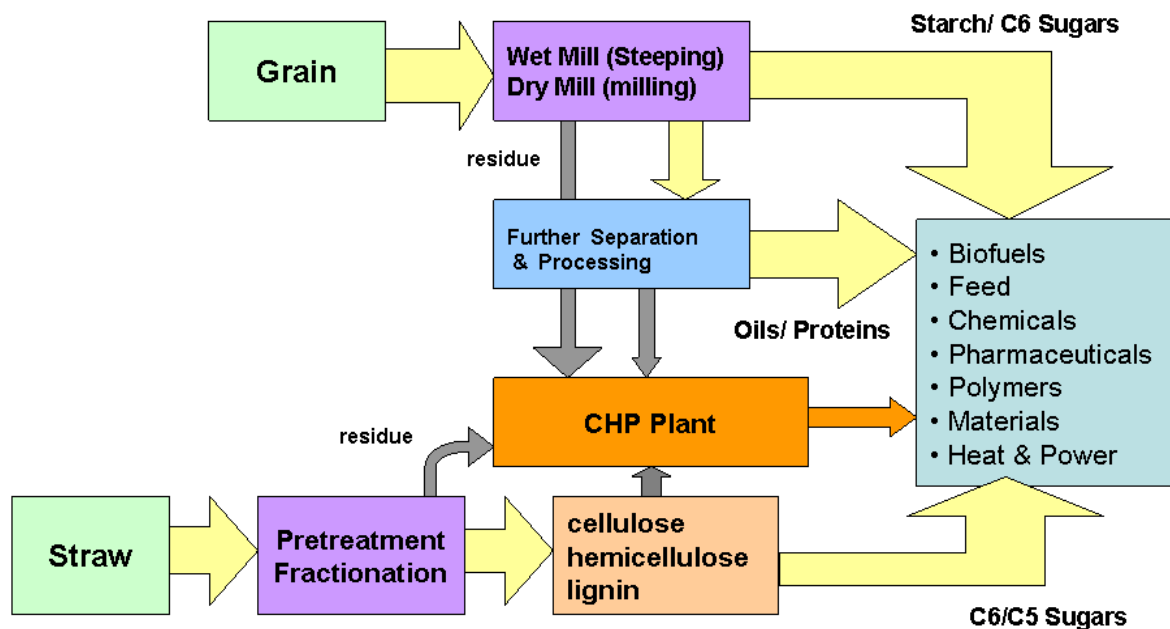 Starch/ C6 Sugars
Grain
Wet Mill (Steeping)
Dry Mill (milling)
residue
Further Separation
& Processing
• Biofuels
• Feed
• Chemicals
• Pharmaceuticals
• Polymers
• Materials
• Heat & Power
Oils/ Proteins
CHP Plant
residue
Straw
Pretreatment
Fractionation
cellulose
hemicellulose
lignin
C6/C5 Sugars